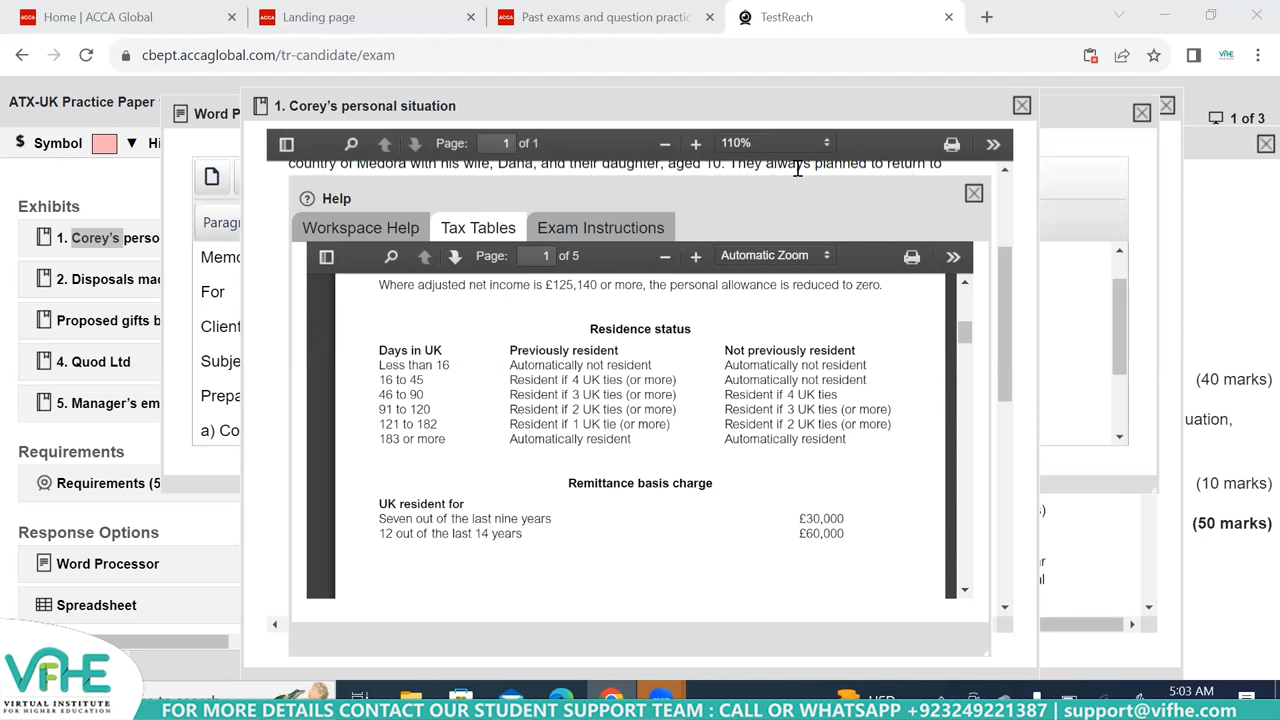 Home | ACCA Global
Landing page
Past exams and question practi
TestReach
cbept.accaglobal.com/tr-candidate/exam
ATX-UK Practice Paper
Word P
1. Corey's personal situation
1 of 3
Symbol
Hi
Page: 1 of 1
110%
country of Medora with his wife, Dana, and their daughter, aged 10. They always planned to return to
Exhibits
Help
1. Corey's perso
Paragr
Workspace Help
Tax Tables
Exam Instructions
Memo
Page: 1 of 5
Automatic Zoom
2. Disposals mad
For
Where adjusted net income is £125,140 or more, the personal allowance is reduced to zero.
Proposed gifts b
Client
Residence status
Days in UK Previously resident Not previously resident
Less than 16 Automatically not resident Automatically not resident
16 to 45 Resident if 4 UK ties (or more) Automatically not resident
46 to 90 Resident if 3 UK ties (or more) Resident if 4 UK ties
91 to 120 Resident if 2 UK ties (or more) Resident if 3 UK ties (or more)
121 to 182 Resident if 1 UK tie (or more) Resident if 2 UK ties (or more)
183 or more Automatically resident Automatically resident
4. Quod Ltd
Subje
(40 marks)
5. Manager's em
Prepa
uation,
a) Co
Requirements
Remittance basis charge
Requirements (5
(10 marks)
UK resident for
Seven out of the last nine years £30,000
12 out of the last 14 years £60,000
(50 marks)
Response Options
Word Processor
Spreadsheet
VIFHE
VIRTUAL INSTITUTE
FOR HIGHER EDUCATION
USD
5:03 AM
FOR MORE DETAILS CONTACT OUR STUDENT SUPPORT TEAM : CALL OR WHATSAPP +923249221387 | support@vifhe.com